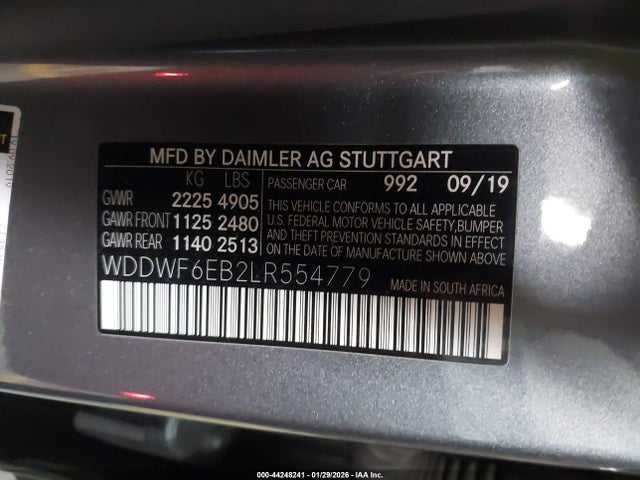 MFD BY DAIMLER AG STUTTGART
KG LBS
GVWR 2225 4905
GAWR FRONT 1125 2480
GAWR REAR 1140 2513
PASSENGER CAR 992 09/19
THIS VEHICLE CONFORMS TO ALL APPLICABLE
U.S. FEDERAL MOTOR VEHICLE SAFETY, BUMPER
AND THEFT PREVENTION STANDARDS IN EFFECT ON
THE DATE OF MANUFACTURE SHOWN ABOVE
WDDWF6EB2LR554779
MADE IN SOUTH AFRICA
000-44248241 - 01/29/2026 - IAA Inc.